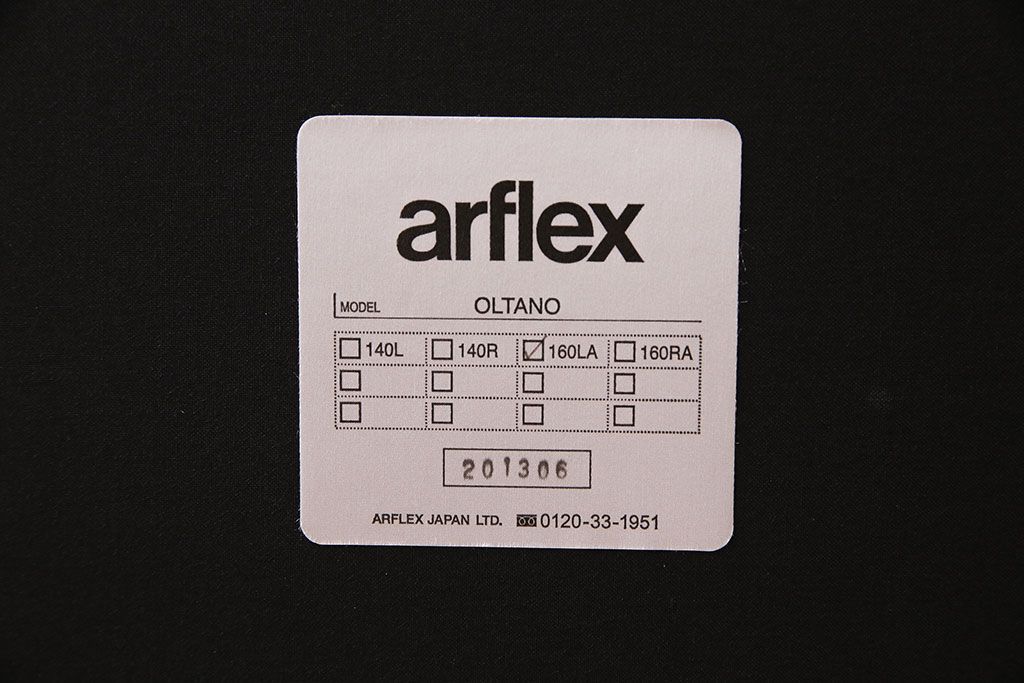 arflex
MODEL OLTANO
☐ 140L ☐ 140R ☑ 160LA ☐ 160RA
201306
ARFLEX JAPAN LTD. 0120-33-1951